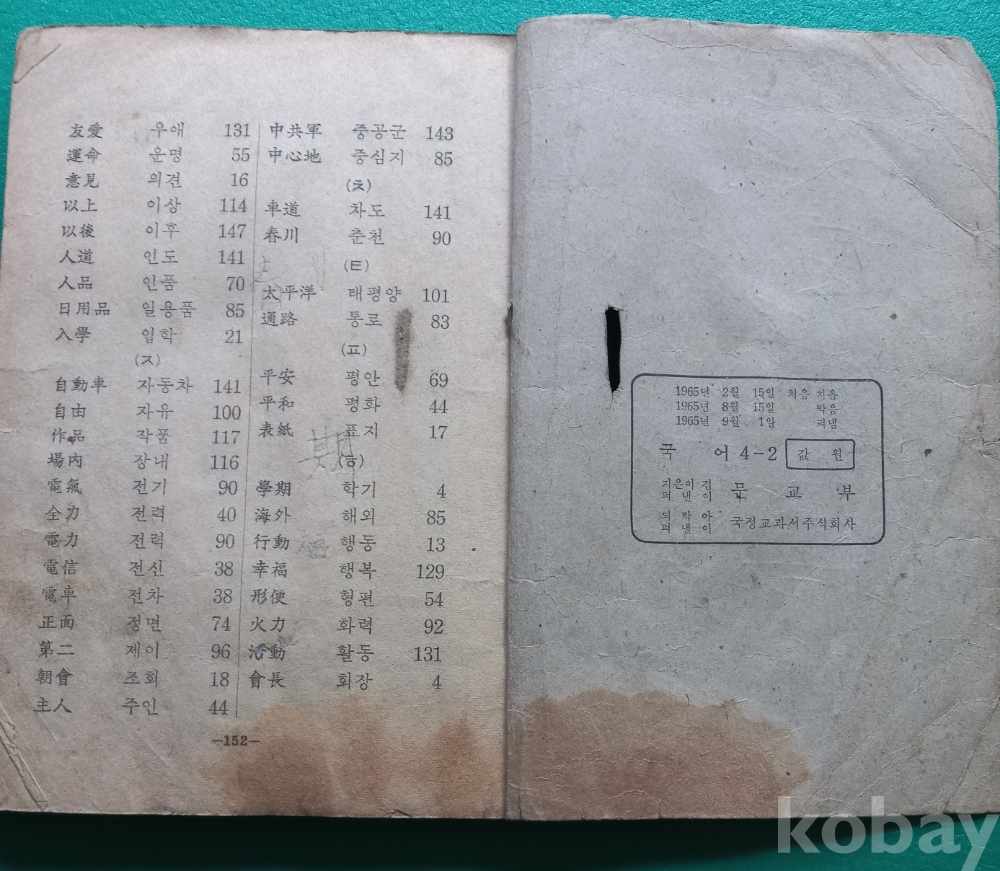 友愛 우애 131
運命 운명 55
意見 의견 16
以上 이상 114
以後 이후 147
人道 인도 141
人品 인품 70
日用品 일용품 85
入學 입학 21
(ㅈ)
自動車 자동차 141
自由 자유 100
作品 작품 117
場內 장내 116
電氣 전기 90
全力 전력 40
電力 전력 90
電信 전신 38
電車 전차 38
正面 정면 74
第二 제이 96
朝會 조회 18
主人 주인 44
中共軍 중공군 143
中心地 중심지 85
(ㅊ)
車道 차도 141
春川 춘천 90
(ㅌ)
太平洋 태평양 101
通路 통로 83
(ㅍ)
平安 평안 69
平和 평화 44
表紙 표지 17
期
(ㅎ)
學期 학기 4
海外 해외 85
行動 행동 13
幸福 행복 129
形便 형편 54
火力 화력 92
活動 활동 131
會長 회장 4
—152—
1965년 2월 15일 처음 지음
1965년 8월 15일 박음
1965년 9월 1일 펴냄
국 어 4-2 값 원
지은이 겸 펴낸이 문교부
되박아 펴낼이 국정교과서주식회사
kobay